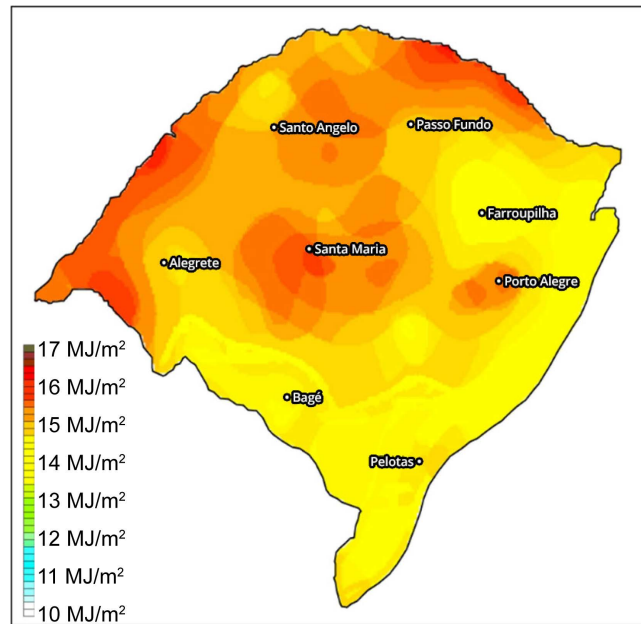 Santo Angelo
Passo Fundo
Farroupilha
Santa Maria
Alegrete
Porto Alegre
Bagé
Pelotas
17 MJ/m²
16 MJ/m²
15 MJ/m²
14 MJ/m²
13 MJ/m²
12 MJ/m²
11 MJ/m²
10 MJ/m²